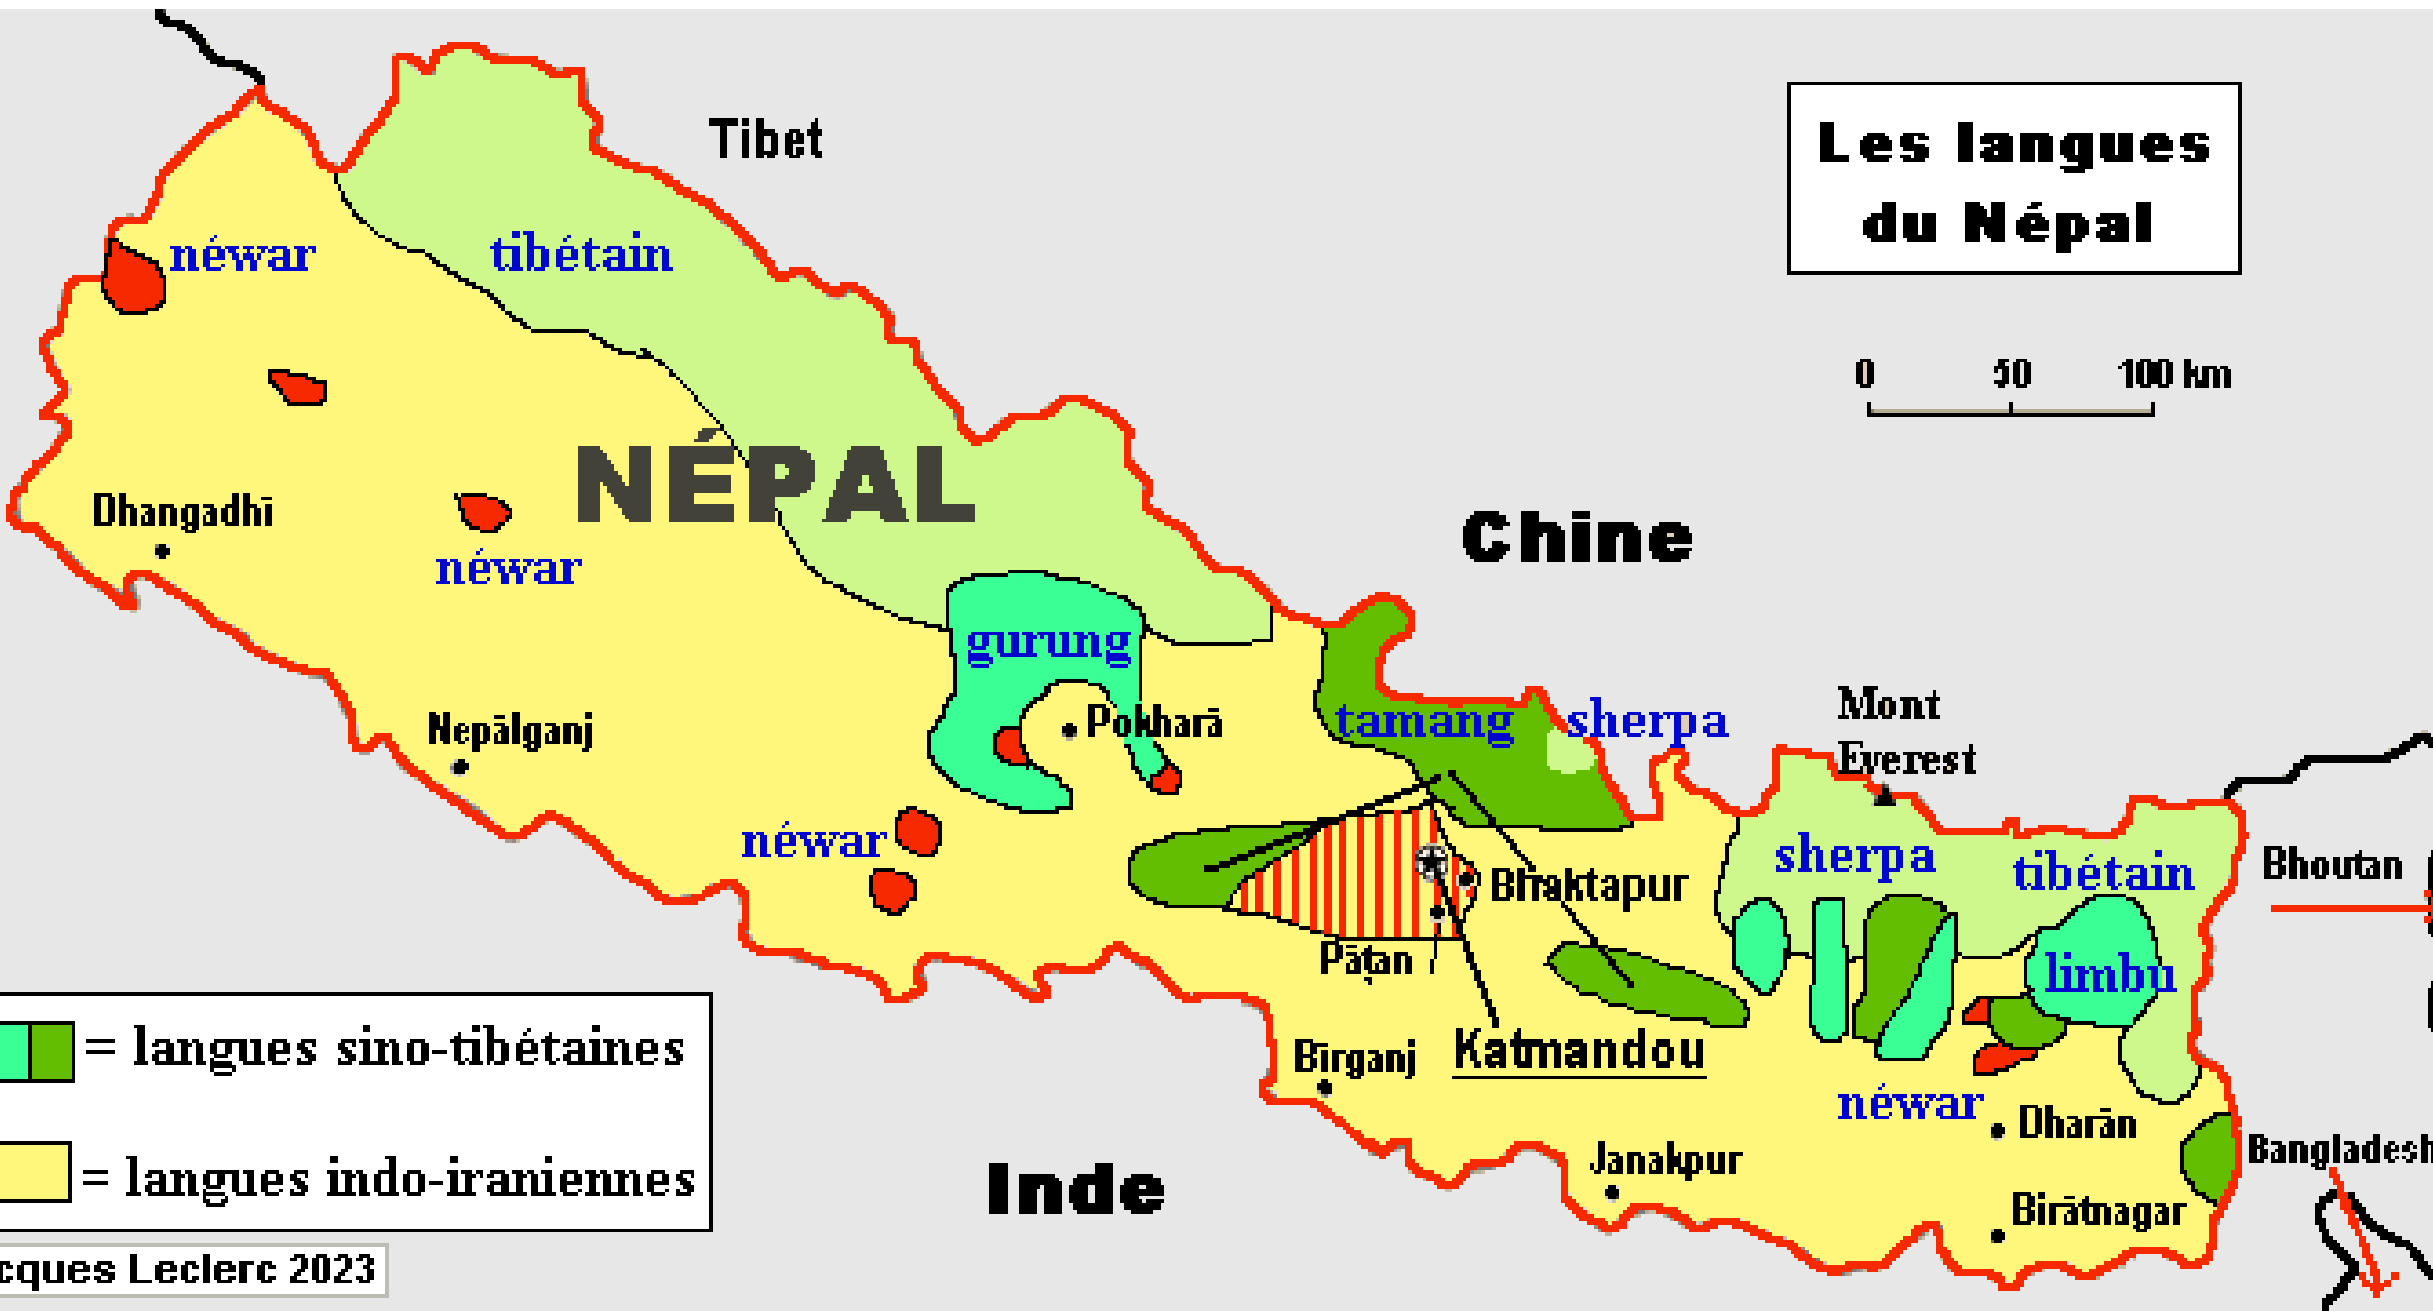 Les langues
du Népal
Tibet
néwar
tibétain
0 50 100 km
NÉPAL
Dhangadhī
néwar
Chine
gurung
Pokharā
tamang
sherpa
Mont
Everest
Nepālganj
néwar
sherpa
tibétain
Bhoutan
Bhaktapur
Pāṭan
limbu
Katmandou
Bīrganj
néwar
Dharān
Bangladesh
Janakpur
Birātnagar
Inde
= langues sino-tibétaines
= langues indo-iraniennes
cques Leclerc 2023